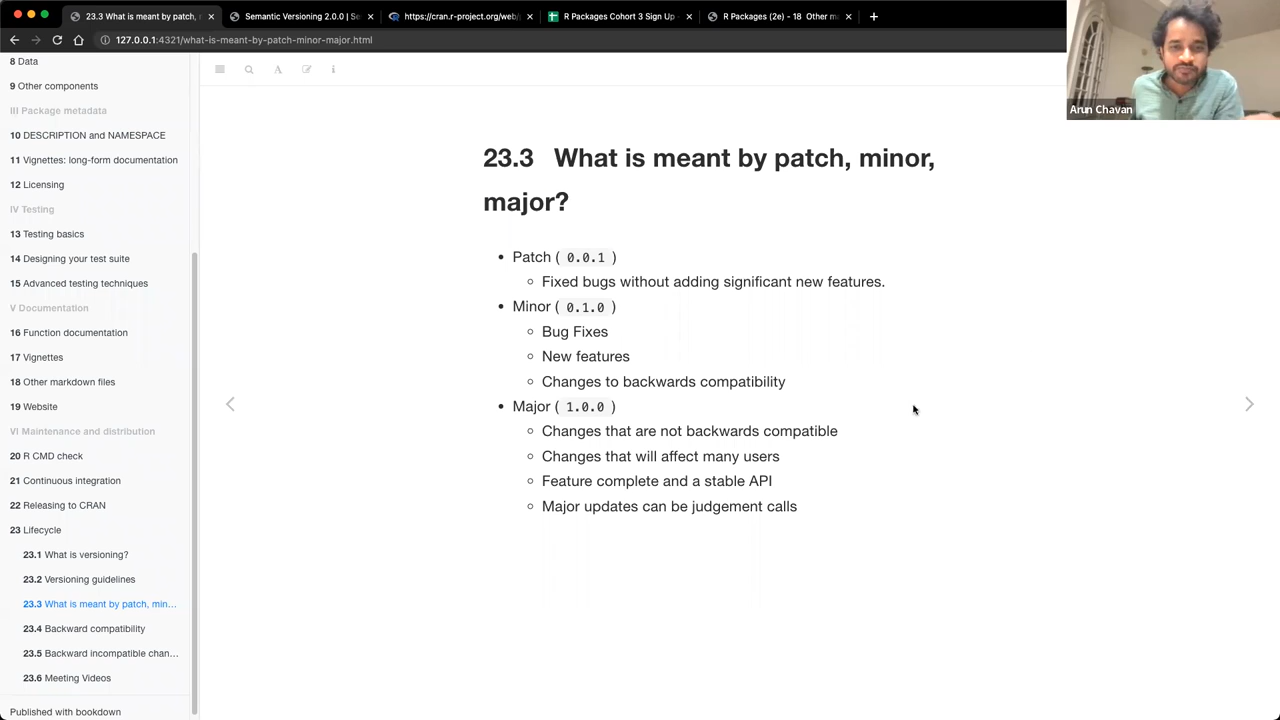 23.3 What is meant by patch,
Semantic Versioning 2.0.0 | Se
https://cran.r-project.org/web/
R Packages Cohort 3 Sign Up -
R Packages (2e) - 18 Other m
127.0.0.1:4321/what-is-meant-by-patch-minor-major.html
Arun Chavan
8 Data
9 Other components
III Package metadata
10 DESCRIPTION and NAMESPACE
11 Vignettes: long-form documentation
12 Licensing
IV Testing
13 Testing basics
14 Designing your test suite
15 Advanced testing techniques
V Documentation
16 Function documentation
17 Vignettes
18 Other markdown files
19 Website
VI Maintenance and distribution
20 R CMD check
21 Continuous integration
22 Releasing to CRAN
23 Lifecycle
23.1 What is versioning?
23.2 Versioning guidelines
23.3 What is meant by patch, min...
23.4 Backward compatibility
23.5 Backward incompatible chan...
23.6 Meeting Videos
Published with bookdown
23.3 What is meant by patch, minor,
major?
• Patch ( 0.0.1 )
Fixed bugs without adding significant new features.
• Minor ( 0.1.0 )
Bug Fixes
New features
Changes to backwards compatibility
• Major ( 1.0.0 )
Changes that are not backwards compatible
Changes that will affect many users
Feature complete and a stable API
Major updates can be judgement calls